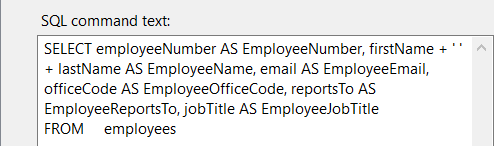 SQL command text:
SELECT employeeNumber AS EmployeeNumber, firstName + ' '
+ lastName AS EmployeeName, email AS EmployeeEmail,
officeCode AS EmployeeOfficeCode, reportsTo AS
EmployeeReportsTo, jobTitle AS EmployeeJobTitle
FROM     employees